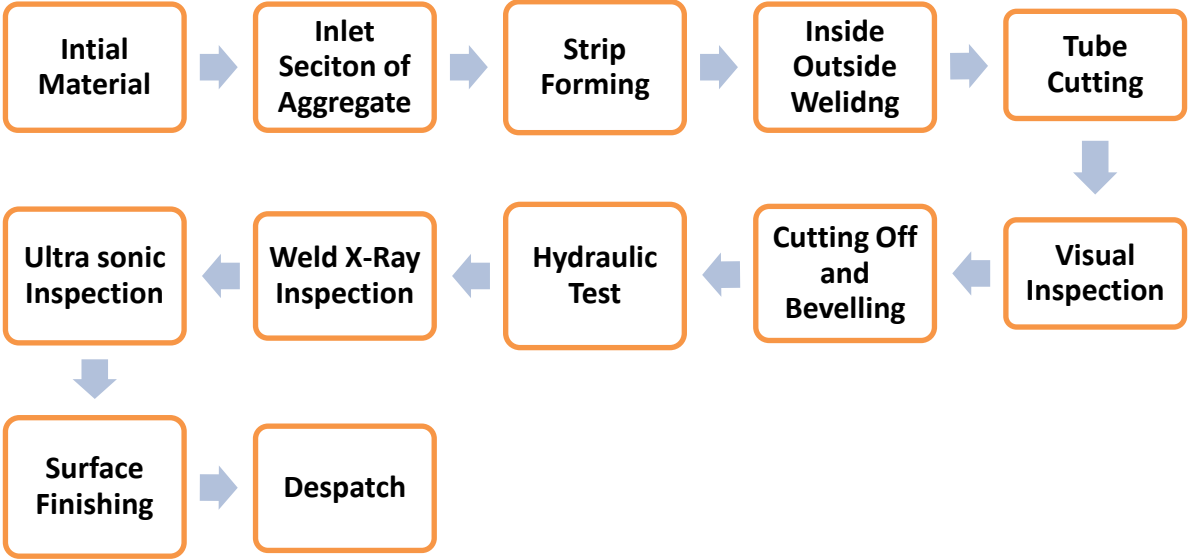 Intial
Material
Inlet
Seciton of
Aggregate
Strip
Forming
Inside
Outside
Welidng
Tube
Cutting
Visual
Inspection
Cutting Off
and
Bevelling
Hydraulic
Test
Weld X-Ray
Inspection
Ultra sonic
Inspection
Surface
Finishing
Despatch